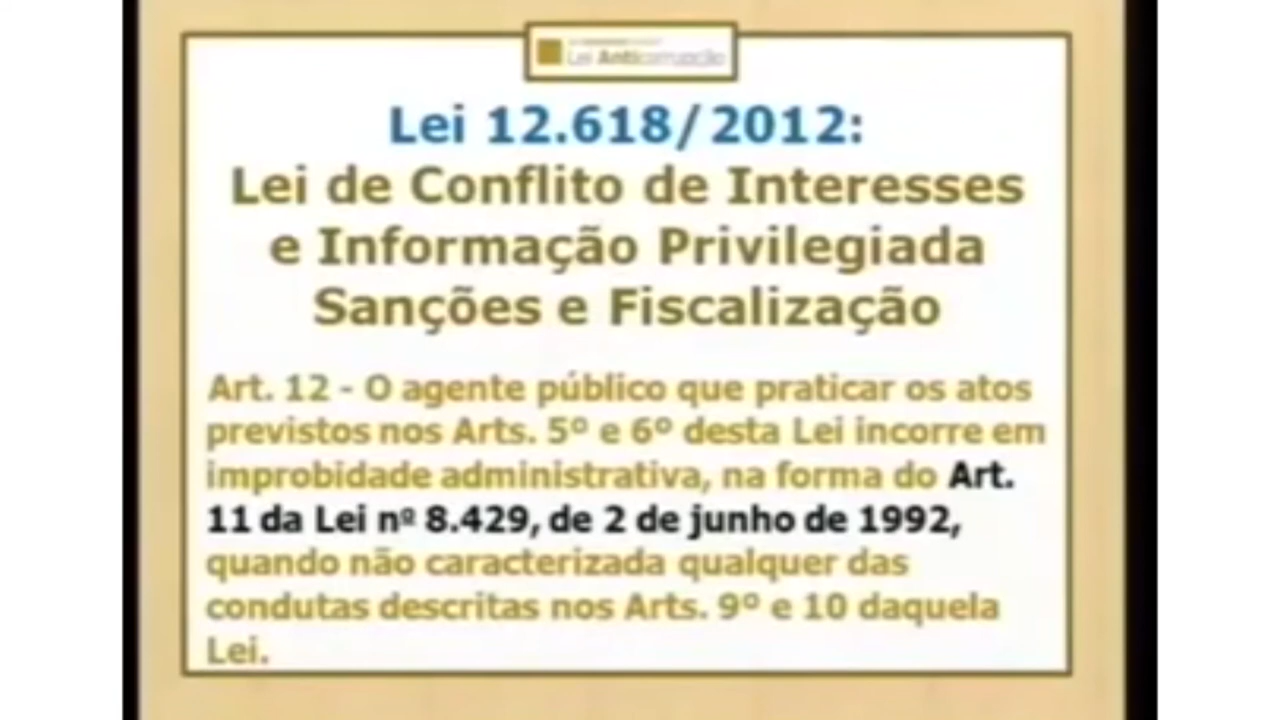 Lei Anticorrupção
Lei 12.618/2012:
Lei de Conflito de Interesses
e Informação Privilegiada
Sanções e Fiscalização
Art. 12 - O agente público que praticar os atos
previstos nos Arts. 5º e 6º desta Lei incorre em
improbidade administrativa, na forma do Art.
11 da Lei nº 8.429, de 2 de junho de 1992,
quando não caracterizada qualquer das
condutas descritas nos Arts. 9º e 10 daquela
Lei.